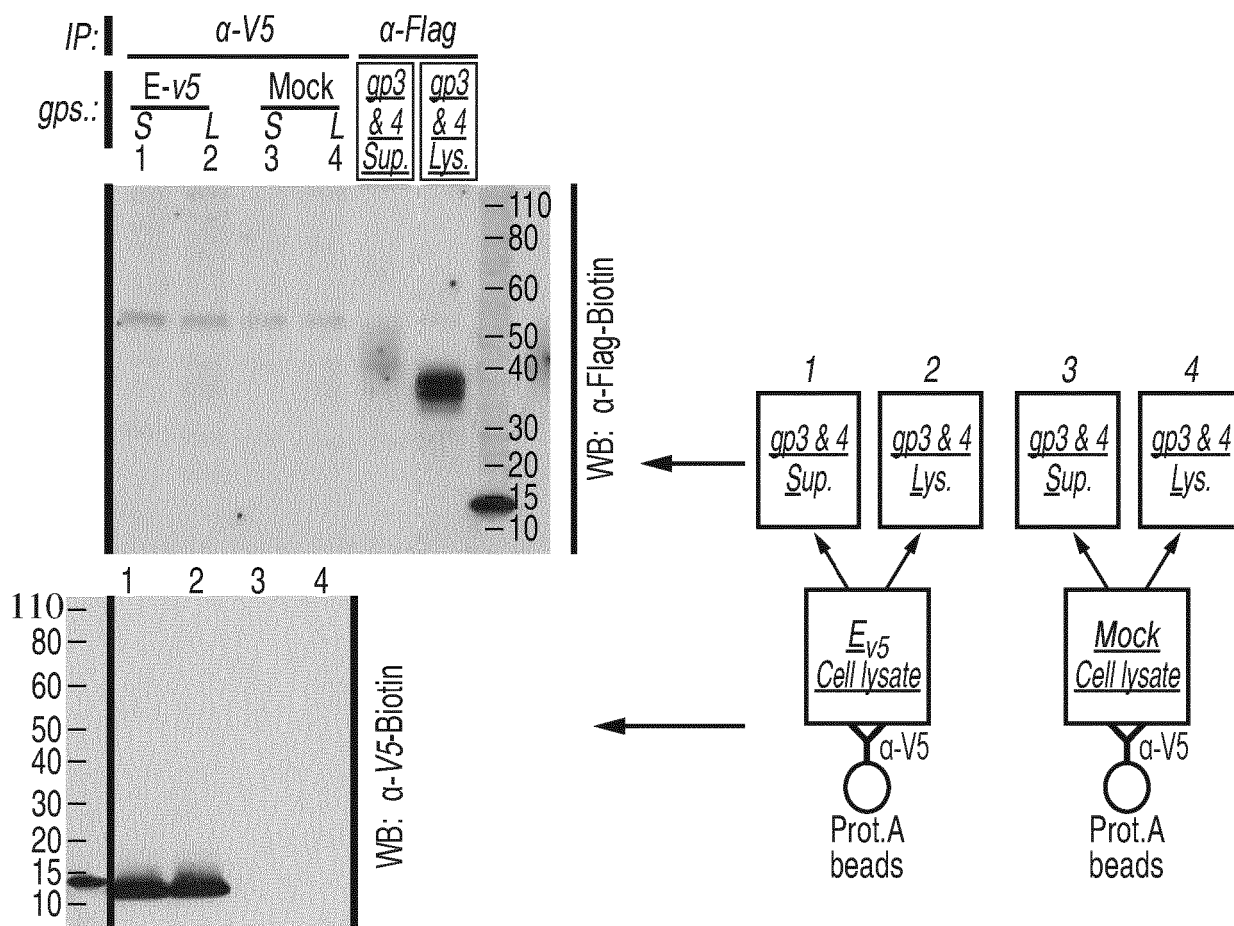 IP: α-V5 α-Flag
gps.: E-v5 Mock gp3 & 4 Sup. gp3 & 4 Lys.
S L S L
1 2 3 4
110
80
60
50
40
30
20
15
10
WB: α-Flag-Biotin
1 2 3 4
110
80
60
50
40
30
20
15
10
WB: α-V5-Biotin
1 2 3 4
gp3 & 4 Sup.
gp3 & 4 Lys.
gp3 & 4 Sup.
gp3 & 4 Lys.
Ev5
Cell lysate
Mock
Cell lysate
α-V5
α-V5
Prot.A
beads
Prot.A
beads